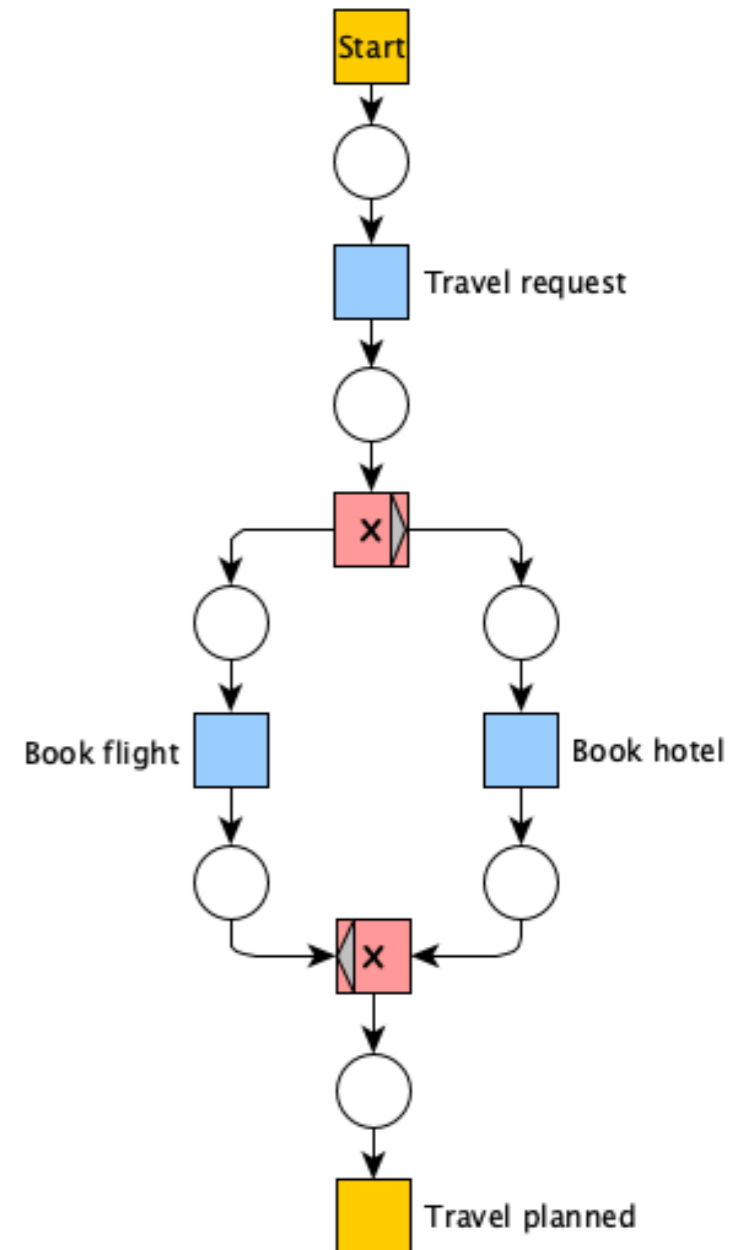 Start
Travel request
x
Book flight
Book hotel
x
Travel planned